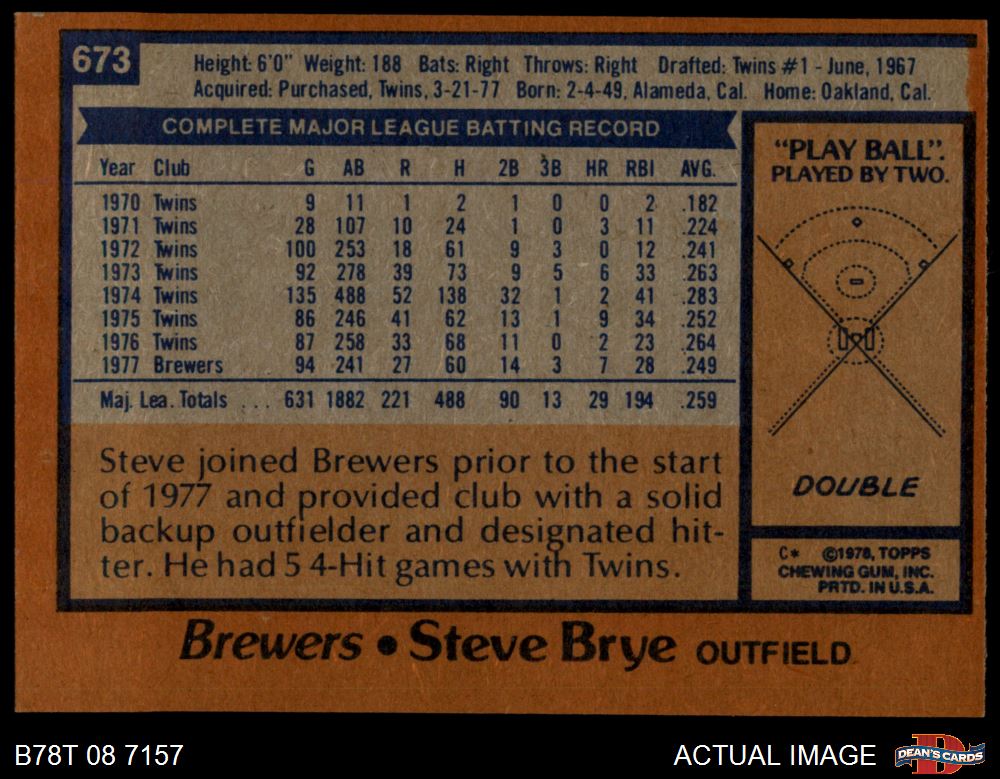 673
Height: 6'0" Weight: 188 Bats: Right Throws: Right Drafted: Twins #1 - June, 1967
Acquired: Purchased, Twins, 3-21-77 Born: 2-4-49, Alameda, Cal. Home: Oakland, Cal.
COMPLETE MAJOR LEAGUE BATTING RECORD
Year Club G AB R H 2B 3B HR RBI AVG.
1970 Twins 9 11 1 2 1 0 0 2 .182
1971 Twins 28 107 10 24 1 0 3 11 .224
1972 Twins 100 253 18 61 9 3 0 12 .241
1973 Twins 92 278 39 73 9 5 6 33 .263
1974 Twins 135 488 52 138 32 1 2 41 .283
1975 Twins 86 246 41 62 13 1 9 34 .252
1976 Twins 87 258 33 68 11 0 2 23 .264
1977 Brewers 94 241 27 60 14 3 7 28 .249
Maj. Lea. Totals ... 631 1882 221 488 90 13 29 194 .259
Steve joined Brewers prior to the start
of 1977 and provided club with a solid
backup outfielder and designated hit-
ter. He had 5 4-Hit games with Twins.
"PLAY BALL".
PLAYED BY TWO.
DOUBLE
C* ©1978, TOPPS
CHEWING GUM, INC.
PRTD. IN U.S.A.
Brewers • Steve Brye OUTFIELD
B78T 08 7157
ACTUAL IMAGE
D
DEAN'S CARDS